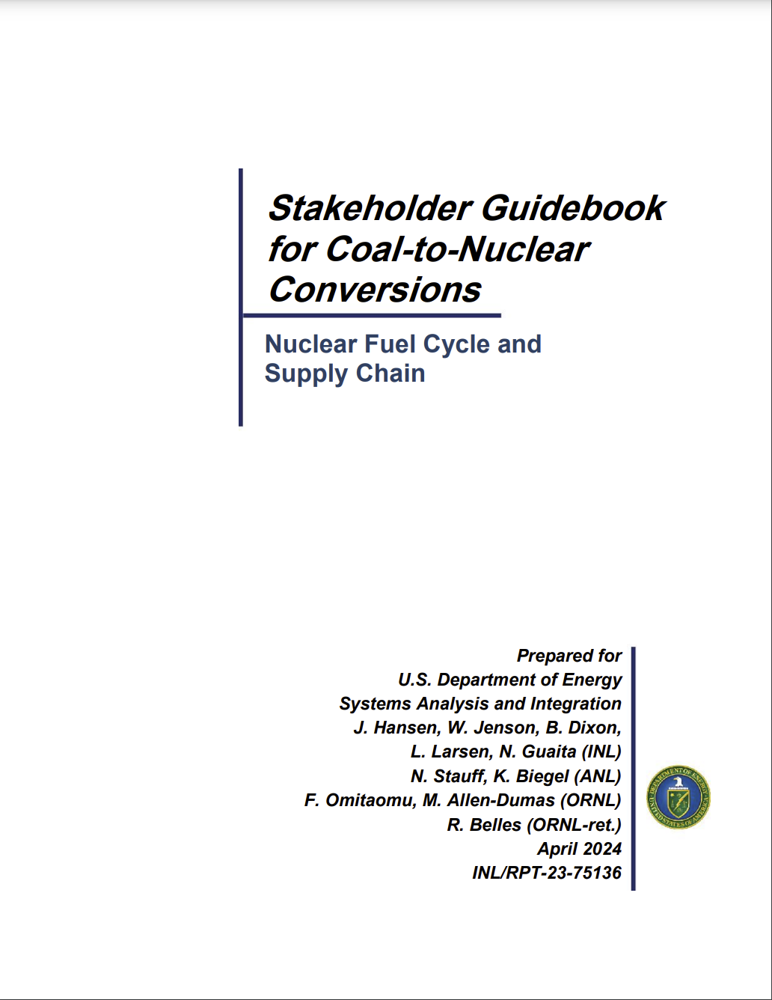 Stakeholder Guidebook
for Coal-to-Nuclear
Conversions
Nuclear Fuel Cycle and
Supply Chain
Prepared for
U.S. Department of Energy
Systems Analysis and Integration
J. Hansen, W. Jenson, B. Dixon,
L. Larsen, N. Guaita (INL)
N. Stauff, K. Biegel (ANL)
F. Omitaomu, M. Allen-Dumas (ORNL)
R. Belles (ORNL-ret.)
April 2024
INL/RPT-23-75136
DEPARTMENT OF ENERGY
UNITED STATES OF AMERICA